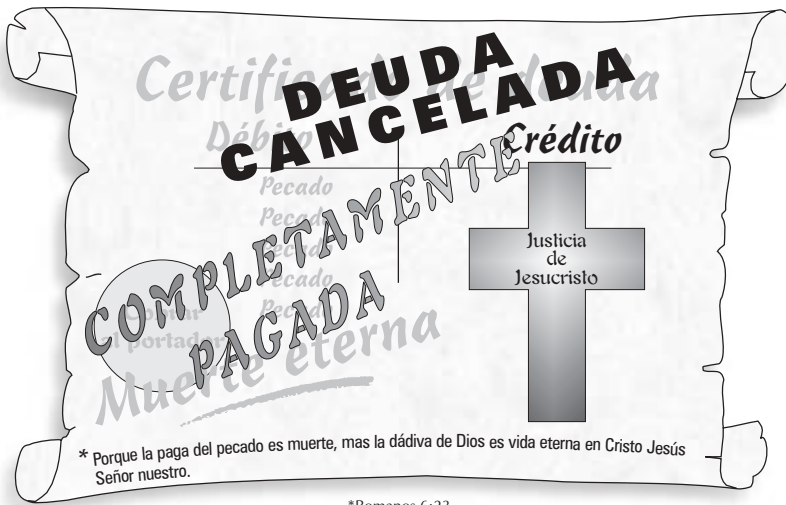 Certificado de deuda
DEUDA
CANCELADA
Débito
Crédito
Pecado
Pecado
Pecado
Pecado
Pecado
COMPLETAMENTE
PAGADA
Justicia
de
Jesucristo
al portador
Muerte eterna
* Porque la paga del pecado es muerte, mas la dádiva de Dios es vida eterna en Cristo Jesús
Señor nuestro.
*Romanos 6:23